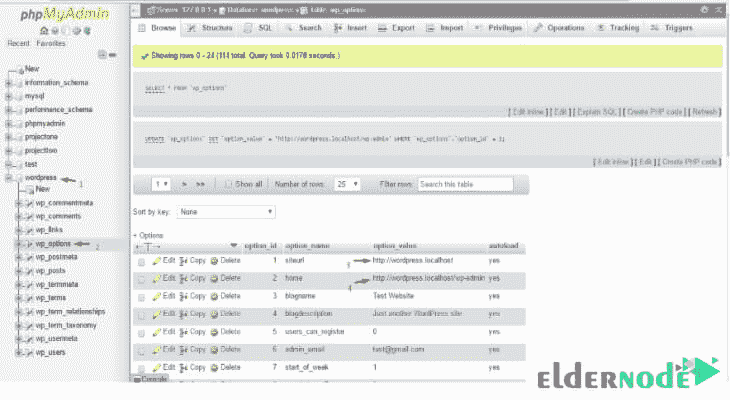 phpMyAdmin
Recent Favorites
New
information_schema
mysql
performance_schema
phpmyadmin
projectone
projecttwo
test
wordpress 1
New
wp_commentmeta
wp_comments
wp_links
wp_options 2
wp_postmeta
wp_posts
wp_termmeta
wp_terms
wp_term_relationships
wp_term_taxonomy
wp_usermeta
wp_users
Server: 127.0.0.1 » Database: wordpress » Table: wp_options
Browse Structure SQL Search Insert Export Import Privileges Operations Tracking Triggers
Showing rows 0 - 24 (114 total, Query took 0.0176 seconds.)
SELECT * FROM `wp_options`
[ Edit inline ] [ Edit ] [ Explain SQL ] [ Create PHP code ] [ Refresh ]
UPDATE `wp_options` SET `option_value` = 'http://wordpress.localhost/wp-admin' WHERE `wp_options`.`option_id` = 2;
[ Edit inline ] [ Edit ] [ Create PHP code ]
1 > >> Show all Number of rows: 25 Filter rows: Search this table
Sort by key: None
+ Options
←T→ option_id option_name option_value autoload
Edit Copy Delete 1 siteurl 3 http://wordpress.localhost yes
Edit Copy Delete 2 home 4 http://wordpress.localhost/wp-admin yes
Edit Copy Delete 3 blogname Test Website yes
Edit Copy Delete 4 blogdescription Just another WordPress site yes
Edit Copy Delete 5 users_can_register 0 yes
Edit Copy Delete 6 admin_email test@gmail.com yes
Edit Copy Delete 7 start_of_week 1 yes
Console
ELDERNODE